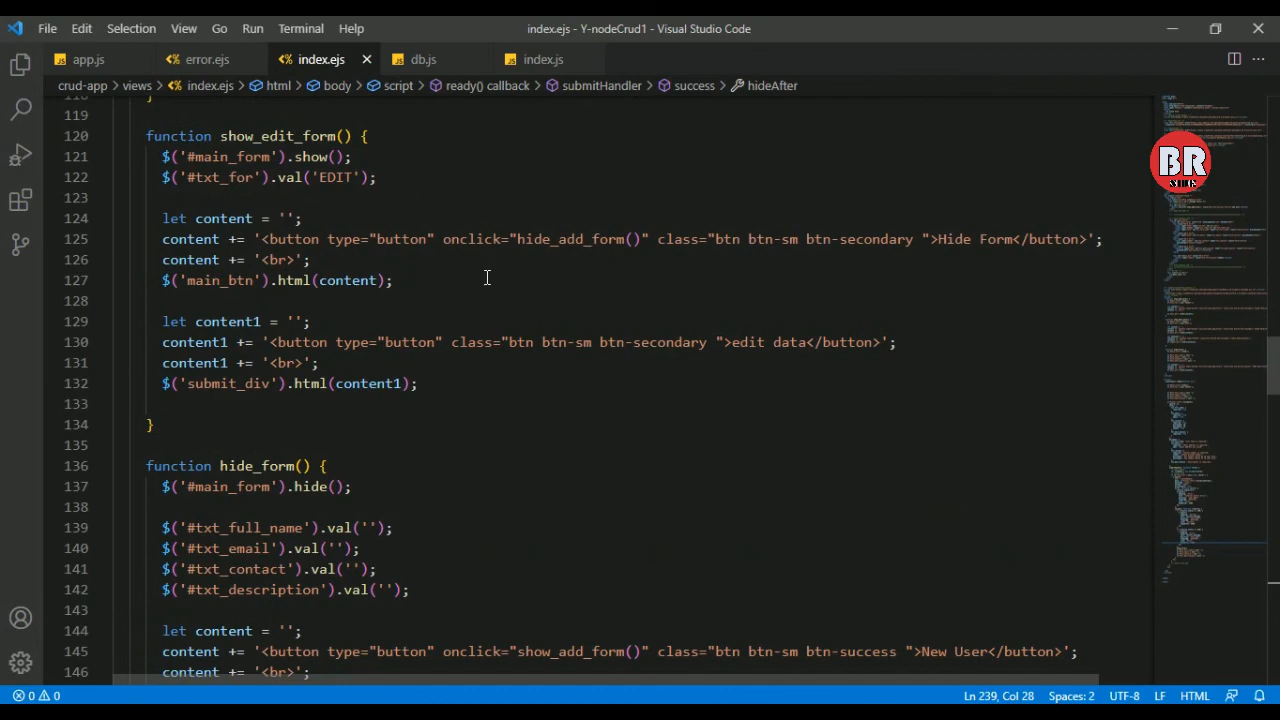 File Edit Selection View Go Run Terminal Help
index.ejs - Y-nodeCrud1 - Visual Studio Code
app.js error.ejs index.ejs db.js index.js
crud-app views index.ejs html body script ready() callback submitHandler success hideAfter
119
120 function show_edit_form() {
121 $('#main_form').show();
122 $('#txt_for').val('EDIT');
123
124 let content = '';
125 content += '<button type="button" onclick="hide_add_form()" class="btn btn-sm btn-secondary ">Hide Form</button>';
126 content += '<br>';
127 $('main_btn').html(content);
128
129 let content1 = '';
130 content1 += '<button type="button" class="btn btn-sm btn-secondary ">edit data</button>';
131 content1 += '<br>';
132 $('submit_div').html(content1);
133
134 }
135
136 function hide_form() {
137 $('#main_form').hide();
138
139 $('#txt_full_name').val('');
140 $('#txt_email').val('');
141 $('#txt_contact').val('');
142 $('#txt_description').val('');
143
144 let content = '';
145 content += '<button type="button" onclick="show_add_form()" class="btn btn-sm btn-success ">New User</button>';
146 content += '<br>';
BR
0 0 Ln 239, Col 28 Spaces: 2 UTF-8 LF HTML